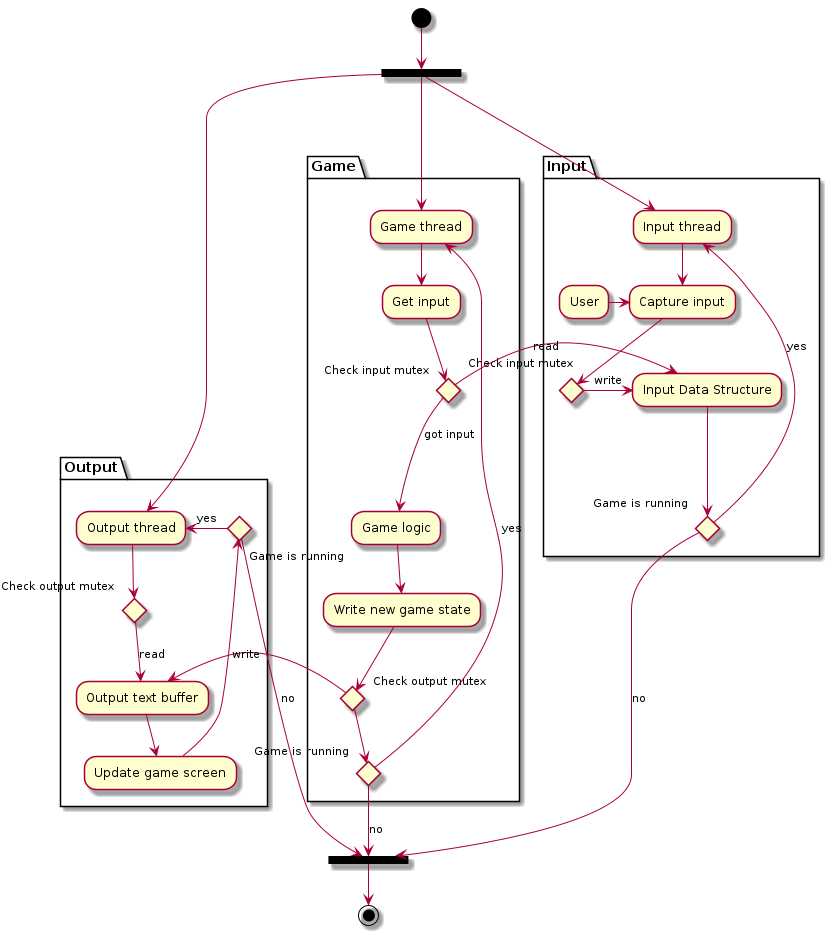 Game
Input
Game thread
Input thread
Get input
User
Capture input
read
yes
Check input mutex
Check input mutex
write
Input Data Structure
got input
Output
Game is running
Output thread
yes
Game logic
yes
Game is running
Check output mutex
Write new game state
read
write
Check output mutex
Output text buffer
no
no
Game is running
Update game screen
no